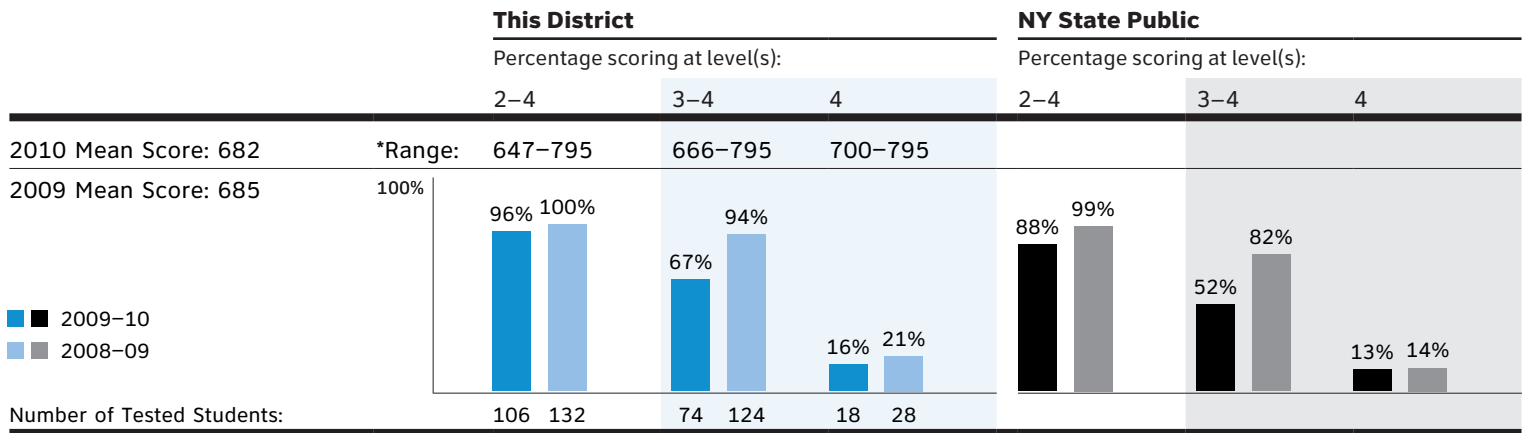 This District NY State Public
Percentage scoring at level(s): Percentage scoring at level(s):
2–4 3–4 4 2–4 3–4 4
2010 Mean Score: 682 *Range: 647–795 666–795 700–795
2009 Mean Score: 685 100%
96% 100% 94% 88% 99% 82%
67% 52%
16% 21% 13% 14%
2009–10
2008–09
Number of Tested Students: 106 132 74 124 18 28